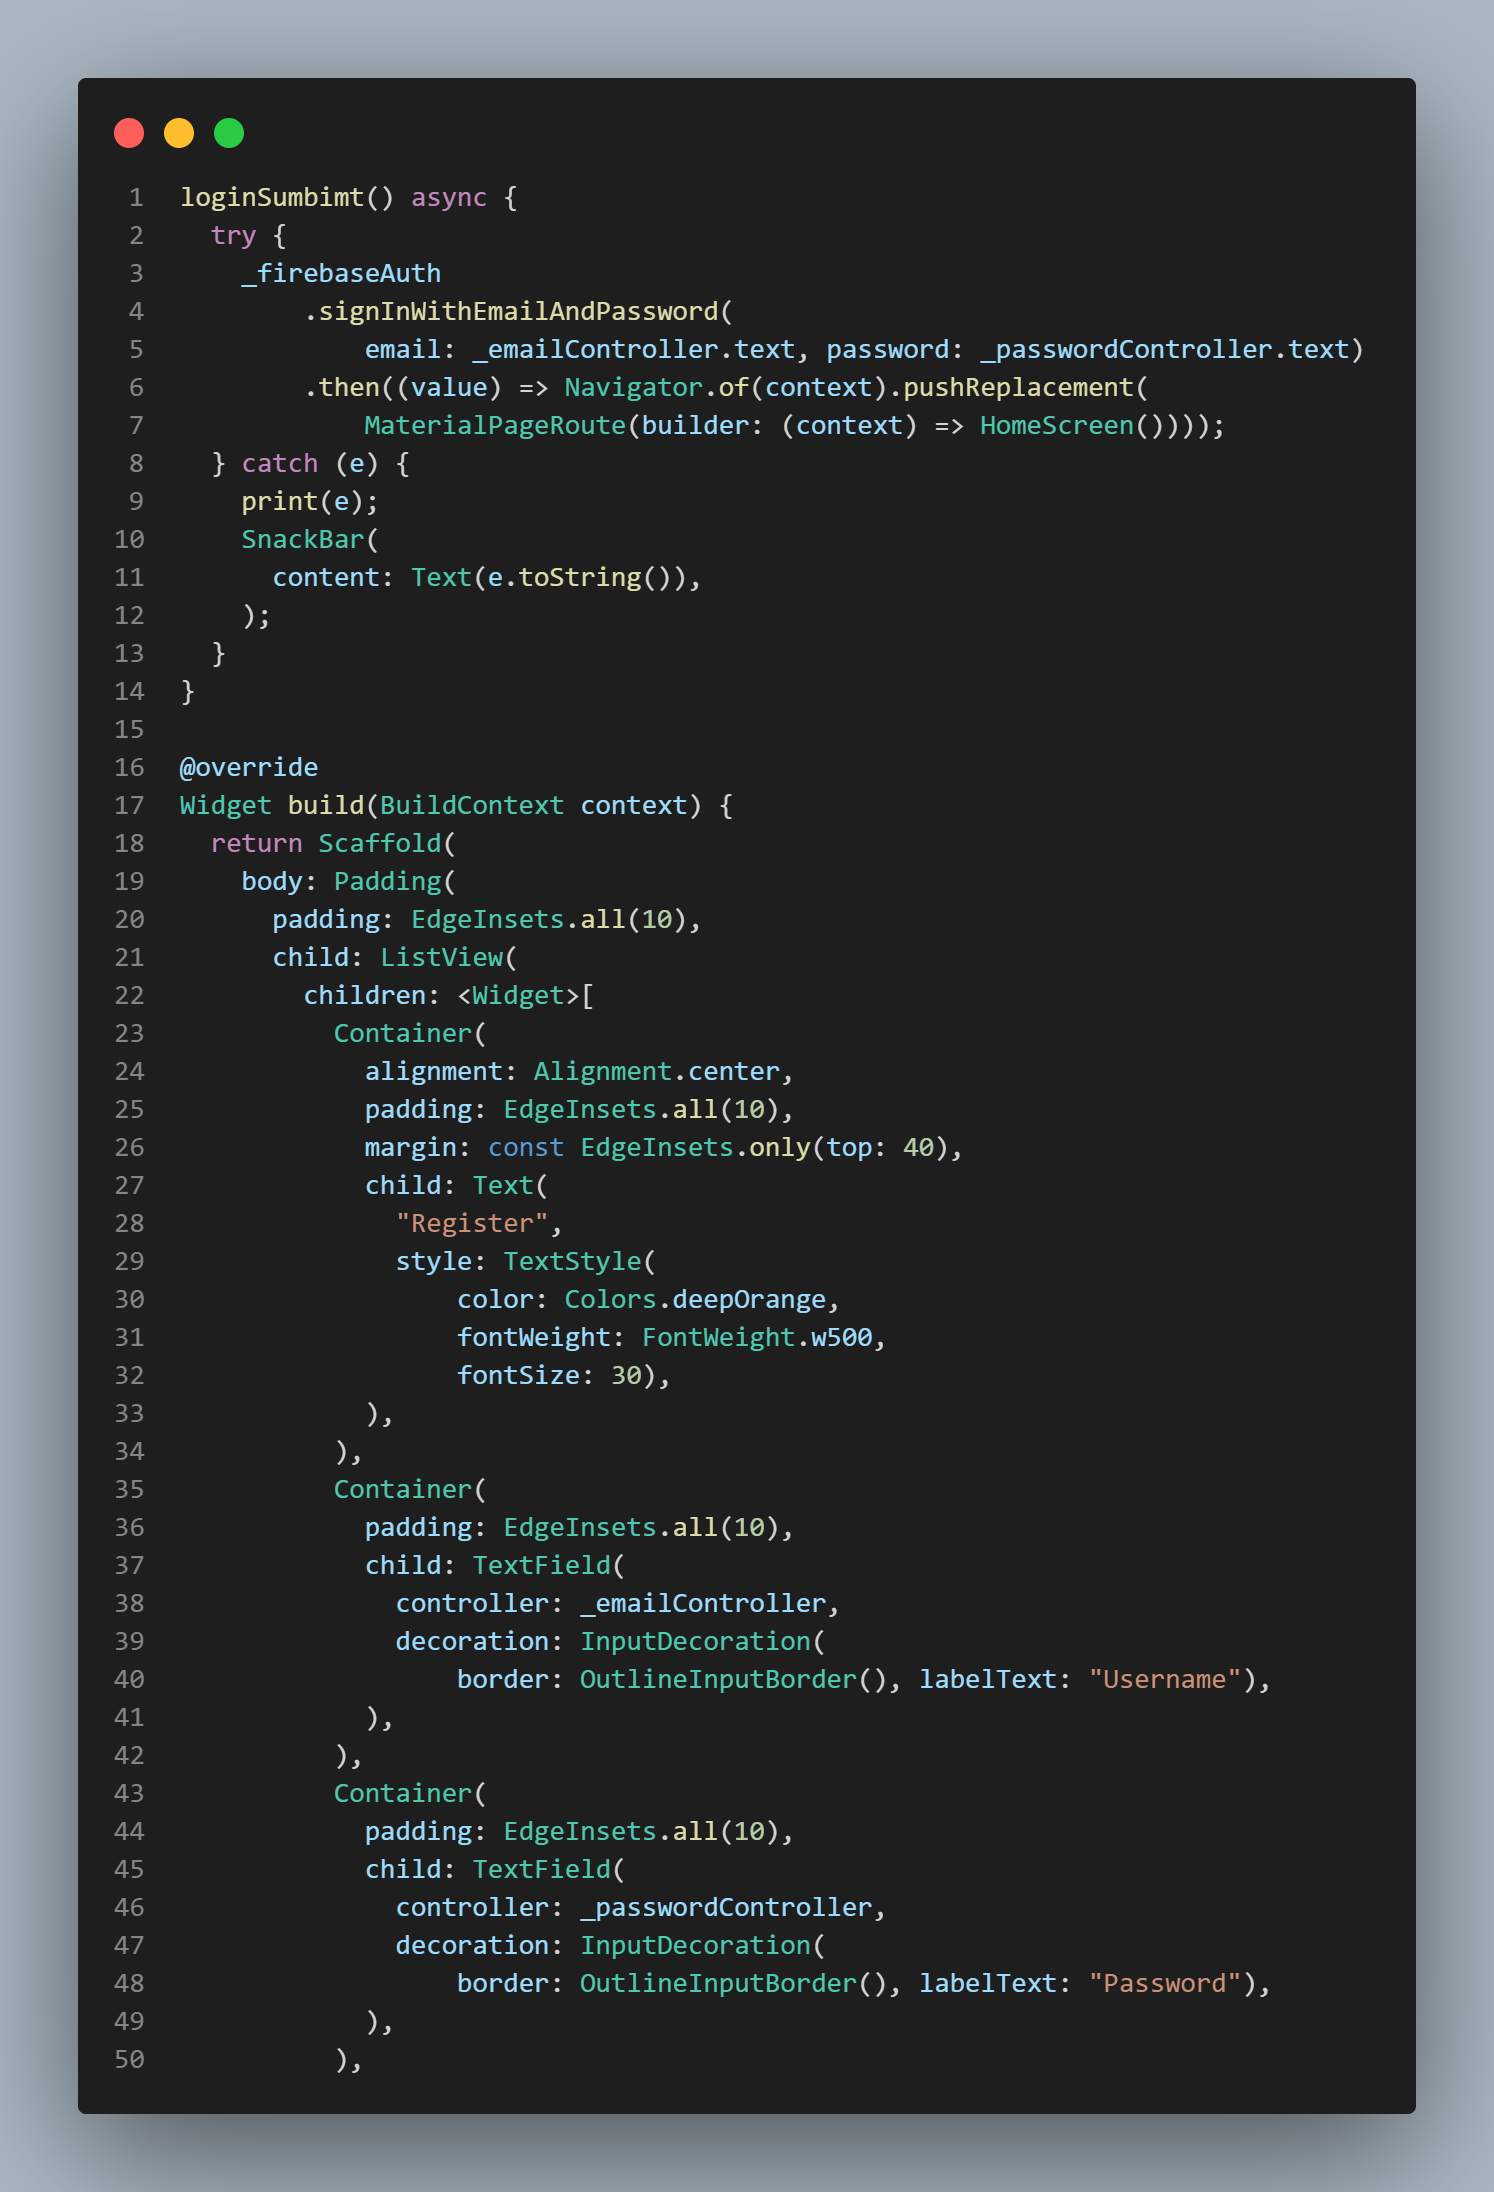 1 loginSumbimt() async {
2   try {
3     _firebaseAuth
4         .signInWithEmailAndPassword(
5             email: _emailController.text, password: _passwordController.text)
6         .then((value) => Navigator.of(context).pushReplacement(
7             MaterialPageRoute(builder: (context) => HomeScreen())));
8   } catch (e) {
9     print(e);
10     SnackBar(
11       content: Text(e.toString()),
12     );
13   }
14 }
15
16 @override
17 Widget build(BuildContext context) {
18   return Scaffold(
19     body: Padding(
20       padding: EdgeInsets.all(10),
21       child: ListView(
22         children: <Widget>[
23           Container(
24             alignment: Alignment.center,
25             padding: EdgeInsets.all(10),
26             margin: const EdgeInsets.only(top: 40),
27             child: Text(
28               "Register",
29               style: TextStyle(
30                   color: Colors.deepOrange,
31                   fontWeight: FontWeight.w500,
32                   fontSize: 30),
33             ),
34           ),
35           Container(
36             padding: EdgeInsets.all(10),
37             child: TextField(
38               controller: _emailController,
39               decoration: InputDecoration(
40                   border: OutlineInputBorder(), labelText: "Username"),
41             ),
42           ),
43           Container(
44             padding: EdgeInsets.all(10),
45             child: TextField(
46               controller: _passwordController,
47               decoration: InputDecoration(
48                   border: OutlineInputBorder(), labelText: "Password"),
49             ),
50           ),